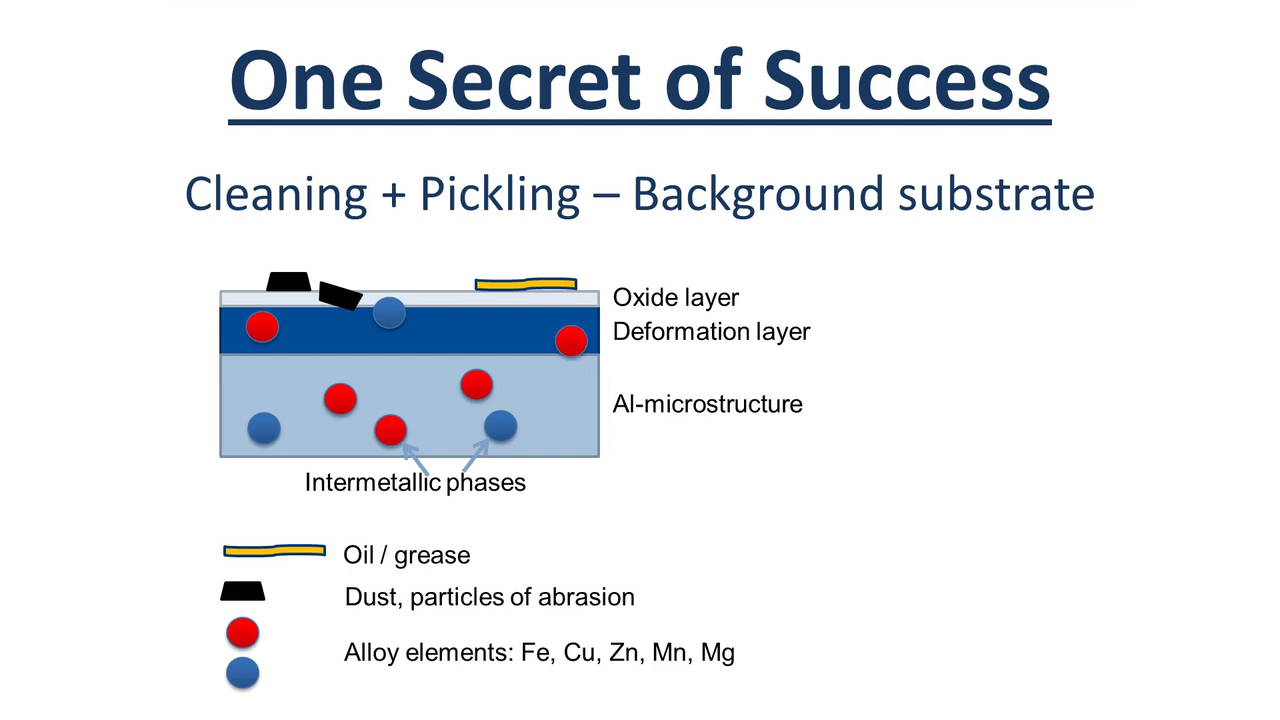 One Secret of Success
Cleaning + Pickling – Background substrate
Oxide layer
Deformation layer
Al-microstructure
Intermetallic phases
Oil / grease
Dust, particles of abrasion
Alloy elements: Fe, Cu, Zn, Mn, Mg